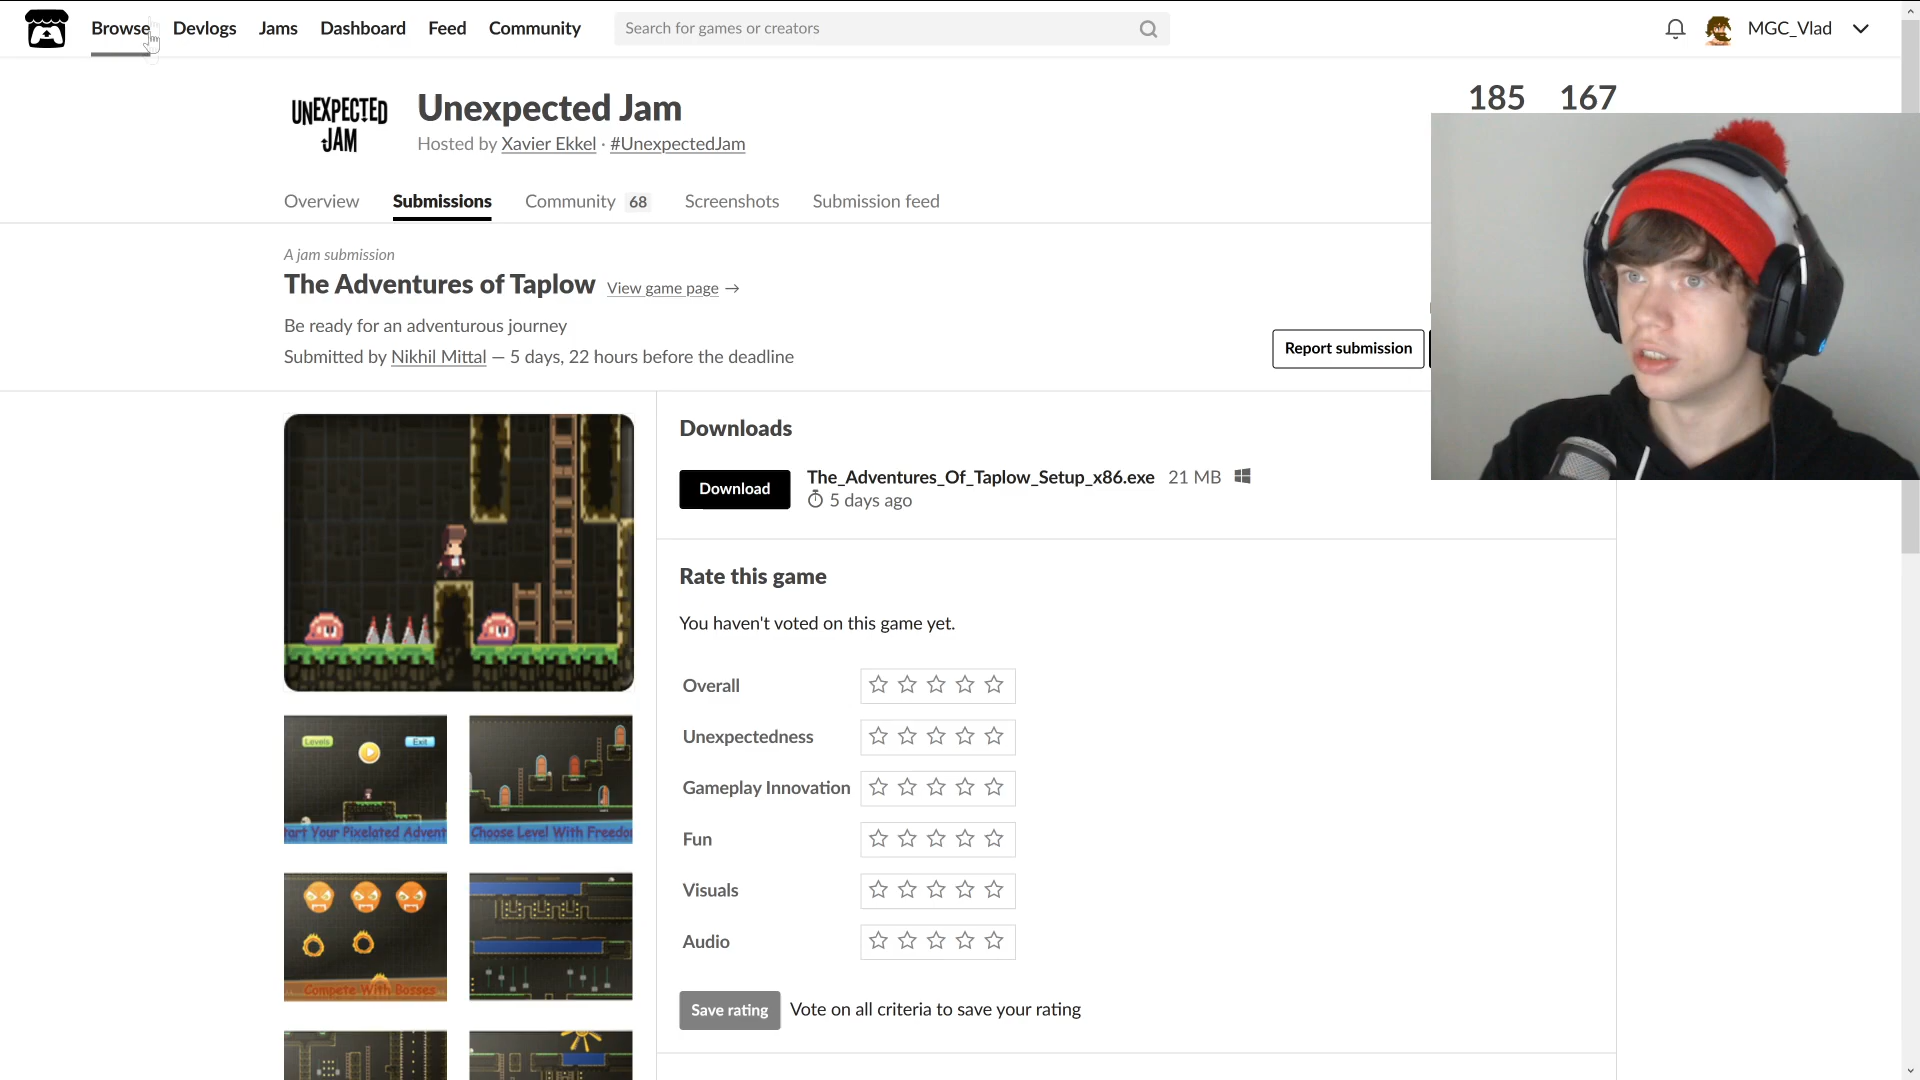 Browse Devlogs Jams Dashboard Feed Community Search for games or creators MGC_Vlad
UNEXPECTED
JAM
Unexpected Jam
Hosted by Xavier Ekkel · #UnexpectedJam
185 167
Overview Submissions Community 68 Screenshots Submission feed
A jam submission
The Adventures of Taplow View game page →
Be ready for an adventurous journey
Submitted by Nikhil Mittal — 5 days, 22 hours before the deadline
Report submission
Downloads
Download The_Adventures_Of_Taplow_Setup_x86.exe 21 MB
5 days ago
Rate this game
You haven't voted on this game yet.
Overall
Unexpectedness
Gameplay Innovation
Fun
Visuals
Audio
Save rating Vote on all criteria to save your rating
Levels Exit
tart Your Pixelated Advent
Choose Level With Freedo
Compete With Bosses